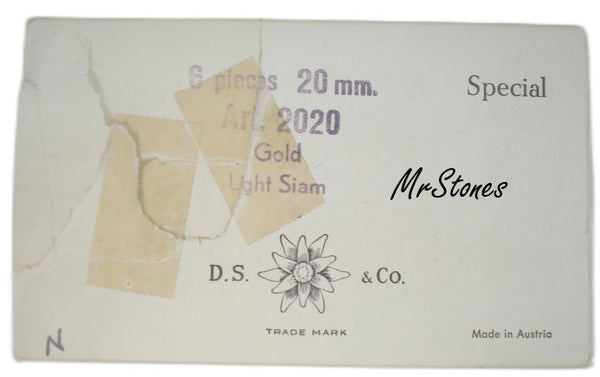 6 pieces 20 mm.
Special
Art. 2020
Gold
Light Siam
MrStones
D.S. & Co.
TRADE MARK
Made in Austria
N